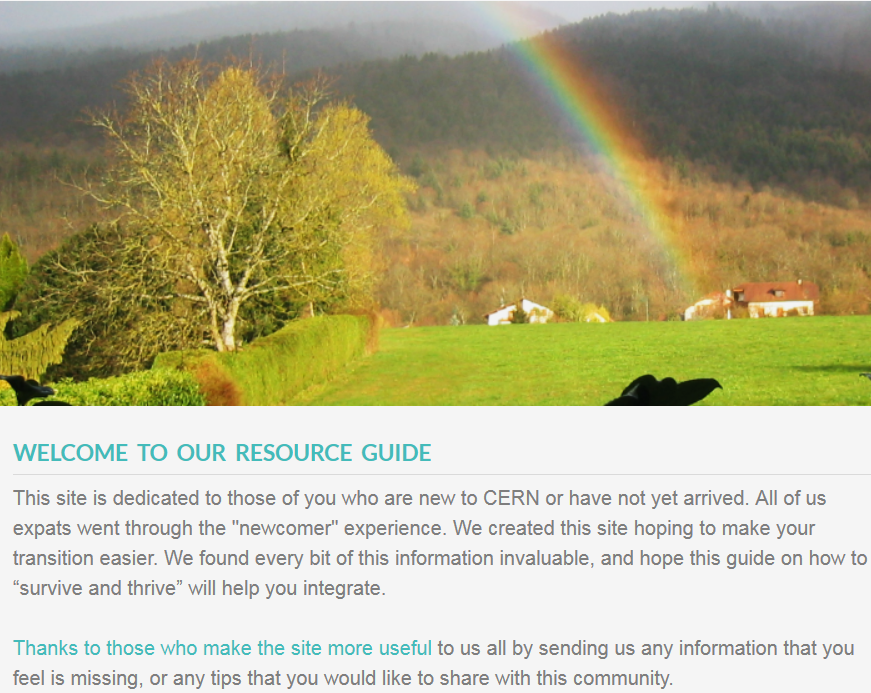 WELCOME TO OUR RESOURCE GUIDE
This site is dedicated to those of you who are new to CERN or have not yet arrived. All of us
expats went through the "newcomer" experience. We created this site hoping to make your
transition easier. We found every bit of this information invaluable, and hope this guide on how to
“survive and thrive” will help you integrate.
Thanks to those who make the site more useful to us all by sending us any information that you
feel is missing, or any tips that you would like to share with this community.